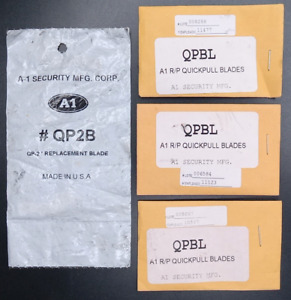 A-1 SECURITY MFG. CORP.
A1
# QP2B
QP-2 REPLACEMENT BLADE
MADE IN U.S.A
QPBL
A1 R/P QUICKPULL BLADES
A1 SECURITY MFG.
QPBL
A1 R/P QUICKPULL BLADES
A1 SECURITY MFG.
QPBL
A1 R/P QUICKPULL BLADES
A1 SECURITY MFG.